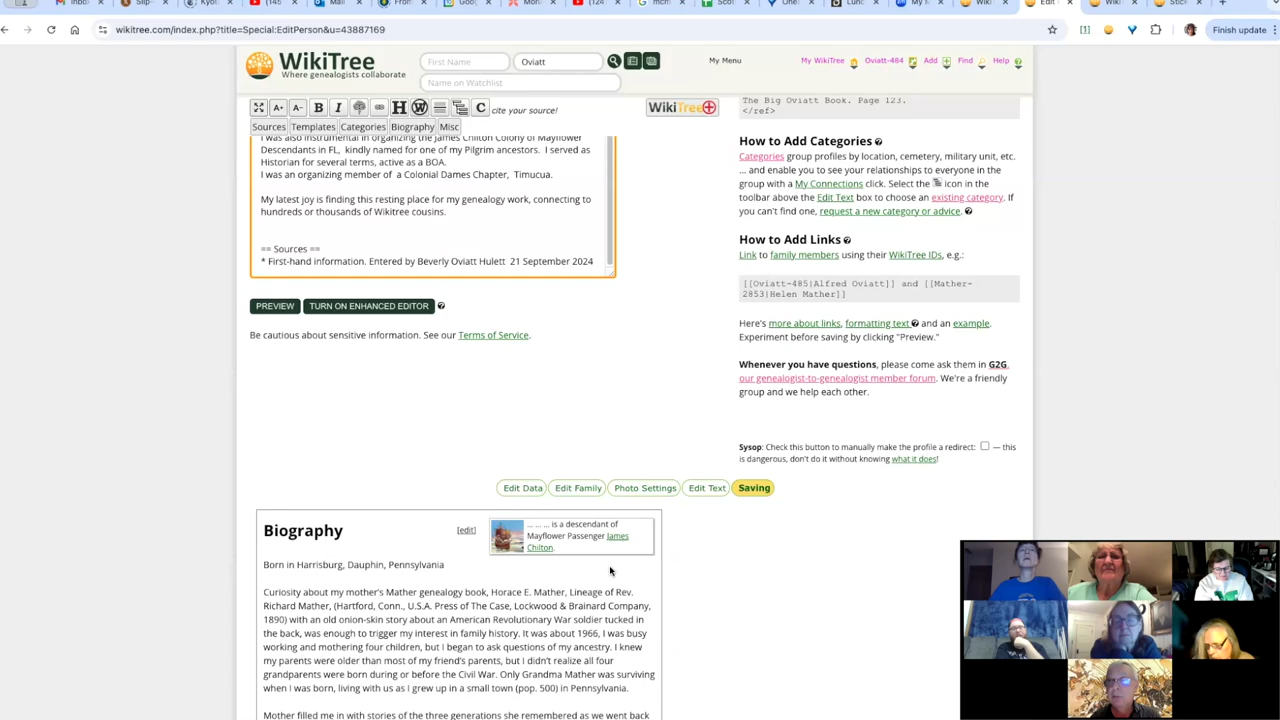 Inbo
Slip-
Kyot
(145
Mail
From
Goo
Mon
(124
mcm
Scot
One
Lunc
My N
Wiki
Edit
Wiki
Stick
wikitree.com/index.php?title=Special:EditPerson&u=43887169
Finish update
WikiTree
Where genealogists collaborate
First Name
Oviatt
Name on Watchlist
My Menu
My WikiTree
Oviatt-484
Add
Find
Help
A+ A- B I H W C cite your source!
WikiTree+
Sources Templates Categories Biography Misc
I was also instrumental in organizing the James Chilton Colony of Mayflower
Descendants in FL, kindly named for one of my Pilgrim ancestors. I served as
Historian for several terms, active as a BOA.
I was an organizing member of a Colonial Dames Chapter, Timucua.
My latest joy is finding this resting place for my genealogy work, connecting to
hundreds or thousands of Wikitree cousins.
== Sources ==
* First-hand information. Entered by Beverly Oviatt Hulett 21 September 2024
PREVIEW
TURN ON ENHANCED EDITOR
Be cautious about sensitive information. See our Terms of Service.
The Big Oviatt Book. Page 123.
</ref>
How to Add Categories
Categories group profiles by location, cemetery, military unit, etc.
... and enable you to see your relationships to everyone in the
group with a My Connections click. Select the icon in the
toolbar above the Edit Text box to choose an existing category. If
you can't find one, request a new category or advice.
How to Add Links
Link to family members using their WikiTree IDs, e.g.:
[[Oviatt-485|Alfred Oviatt]] and [[Mather-
2853|Helen Mather]]
Here's more about links, formatting text and an example.
Experiment before saving by clicking "Preview."
Whenever you have questions, please come ask them in G2G,
our genealogist-to-genealogist member forum. We're a friendly
group and we help each other.
Sysop: Check this button to manually make the profile a redirect: — this
is dangerous, don't do it without knowing what it does!
Edit Data
Edit Family
Photo Settings
Edit Text
Saving
Biography
[edit]
... ... ... is a descendant of
Mayflower Passenger James
Chilton.
Born in Harrisburg, Dauphin, Pennsylvania
Curiosity about my mother's Mather genealogy book, Horace E. Mather, Lineage of Rev.
Richard Mather, (Hartford, Conn., U.S.A. Press of The Case, Lockwood & Brainard Company,
1890) with an old onion-skin story about an American Revolutionary War soldier tucked in
the back, was enough to trigger my interest in family history. It was about 1966, I was busy
working and mothering four children, but I began to ask questions of my ancestry. I knew
my parents were older than most of my friend's parents, but I didn't realize all four
grandparents were born during or before the Civil War. Only Grandma Mather was surviving
when I was born, living with us as I grew up in a small town (pop. 500) in Pennsylvania.
Mother filled me in with stories of the three generations she remembered as we went back